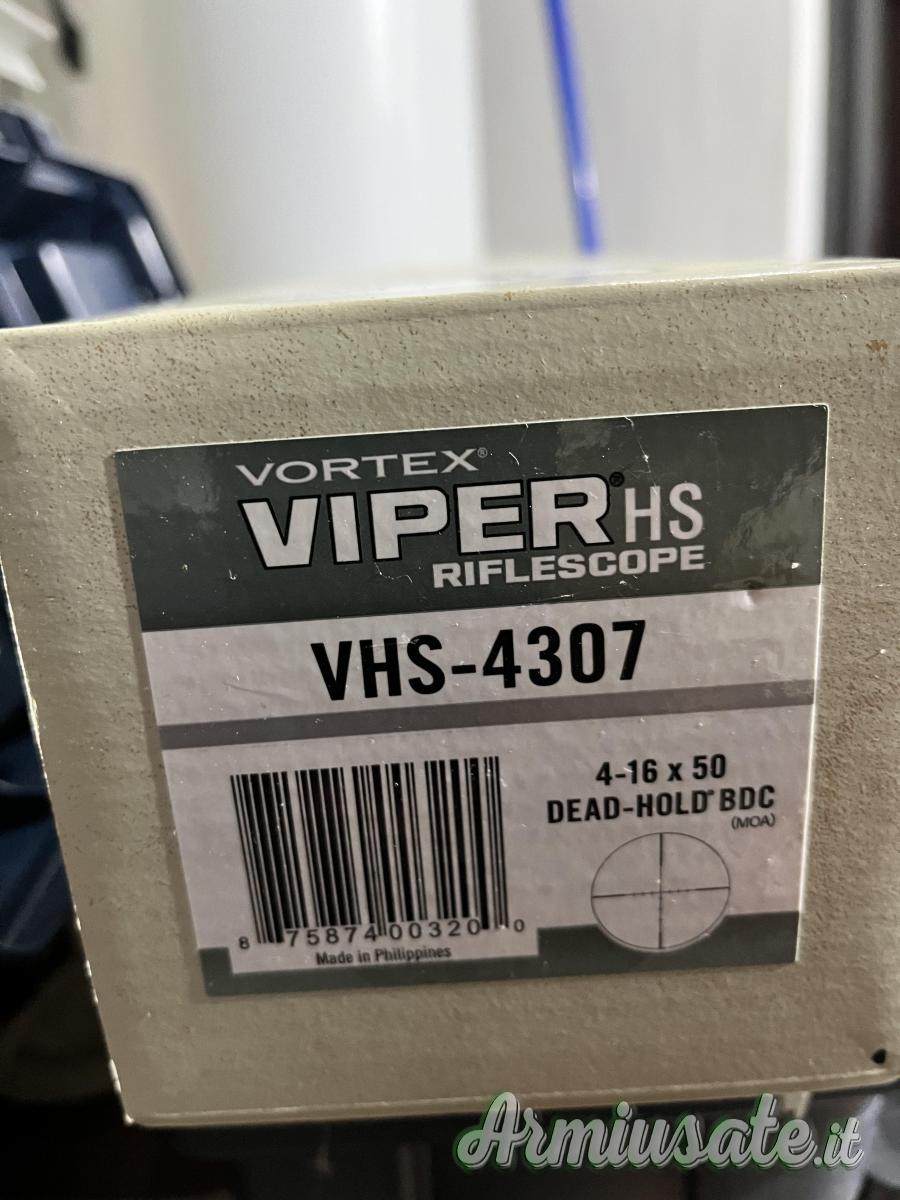 VORTEX®
VIPER® HS
RIFLESCOPE
VHS-4307
4-16 x 50
DEAD-HOLD® BDC
(MOA)
8 75874 00320 0
Made in Philippines
Armiusate.it